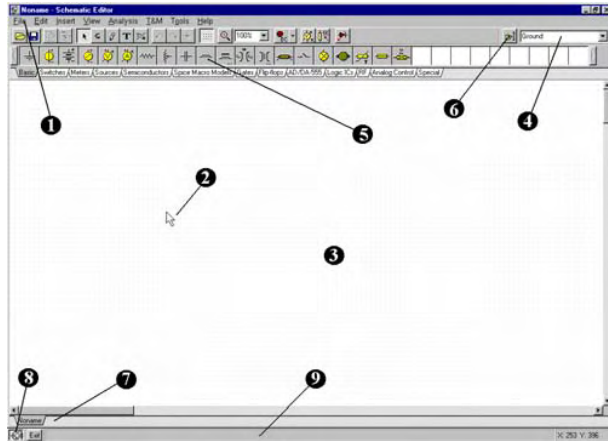 Noname - Schematic Editor
File Edit Insert View Analysis T&M Tools Help
T 100% Ground
Basic Switches Meters Sources Semiconductors Spice Macro Models Gates Flip-flops AD/DA-555 Logic ICs RF Analog Control Special
1 5 6 4
2
3
8 7 9
Noname
Exit X: 253 Y: 396